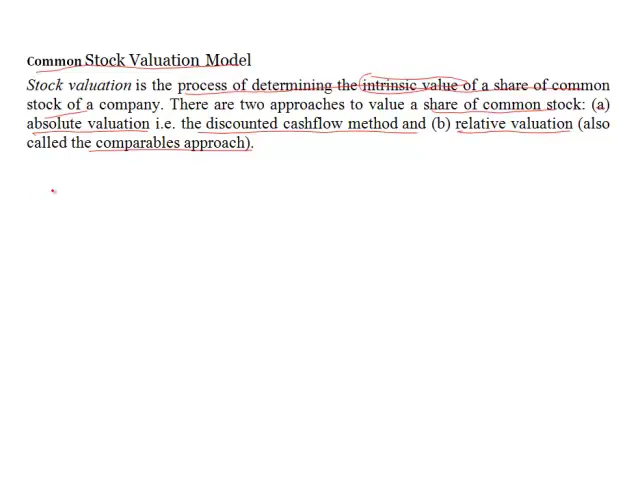 Common Stock Valuation Model
Stock valuation is the process of determining the intrinsic value of a share of common
stock of a company. There are two approaches to value a share of common stock: (a)
absolute valuation i.e. the discounted cashflow method and (b) relative valuation (also
called the comparables approach).